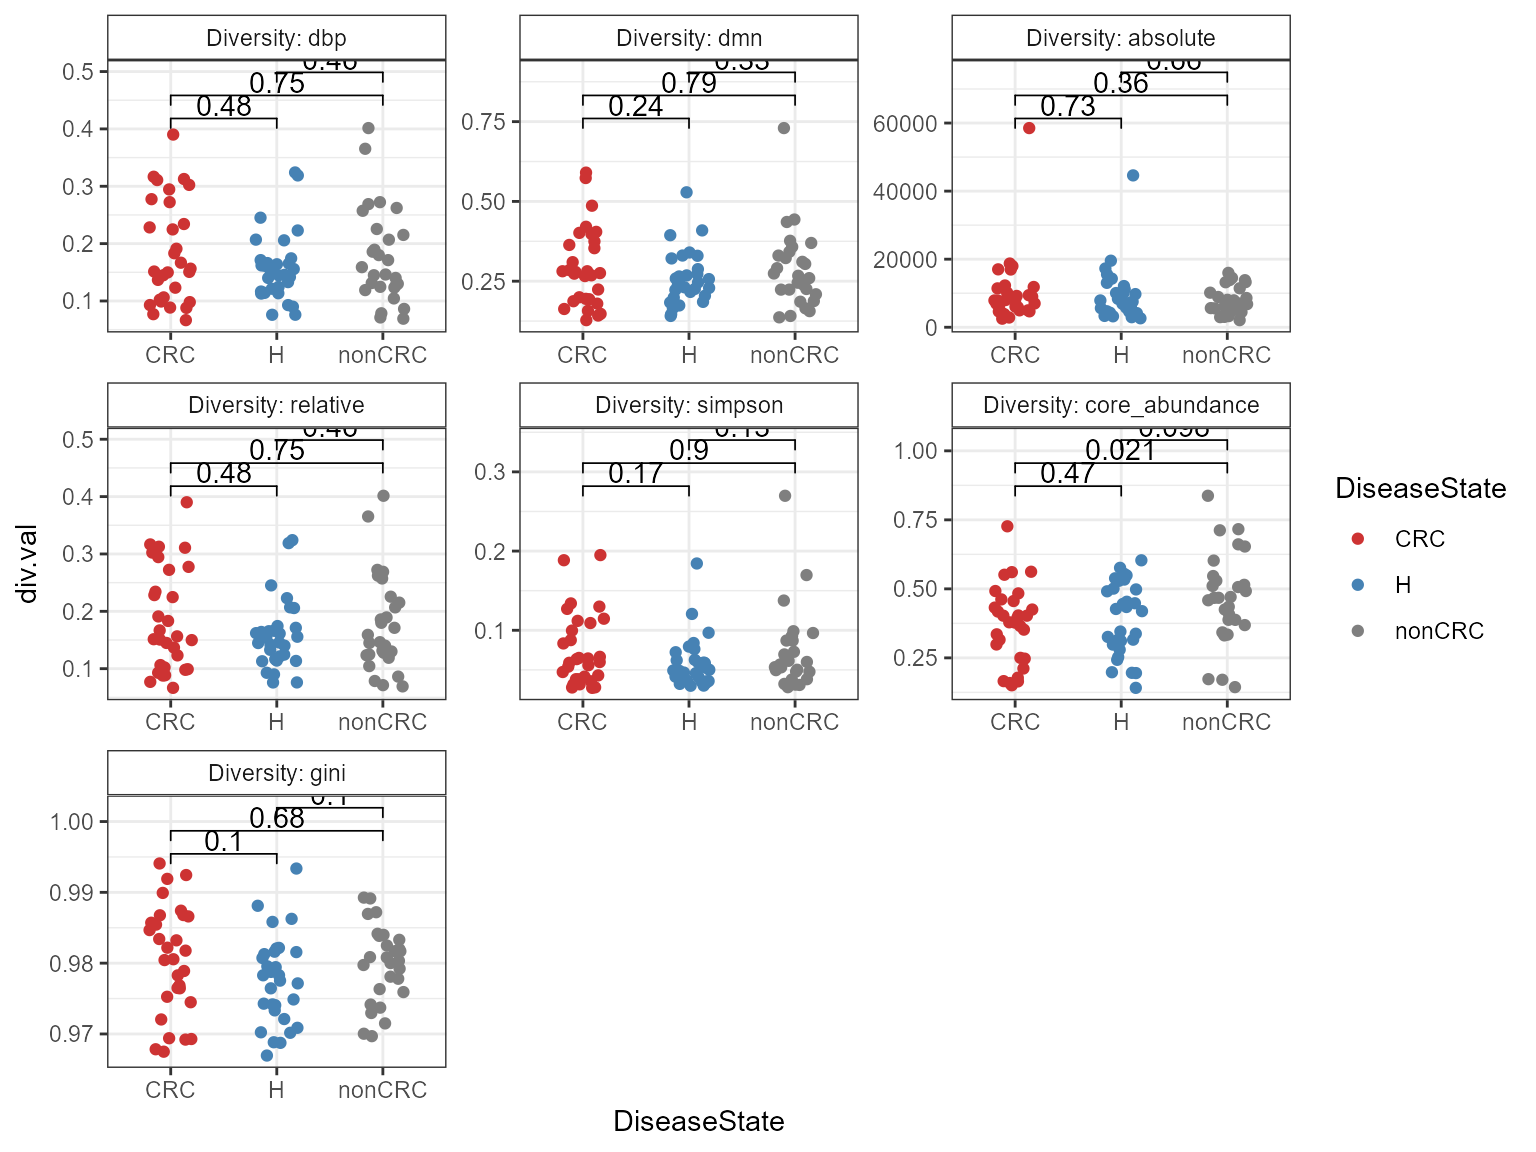 Diversity: dbp
Diversity: dmn
Diversity: absolute
0.5
0.4
0.3
0.2
0.1
0.75
0.48
CRC
H
nonCRC
0.75
0.50
0.25
0.79
0.24
CRC
H
nonCRC
60000
40000
20000
0
0.36
0.73
CRC
H
nonCRC
Diversity: relative
Diversity: simpson
Diversity: core_abundance
0.5
0.4
0.3
0.2
0.1
0.75
0.48
CRC
H
nonCRC
0.3
0.2
0.1
0.9
0.17
CRC
H
nonCRC
1.00
0.75
0.50
0.25
0.021
0.47
CRC
H
nonCRC
Diversity: gini
1.00
0.99
0.98
0.97
0.68
0.1
CRC
H
nonCRC
div.val
DiseaseState
DiseaseState
CRC
H
nonCRC